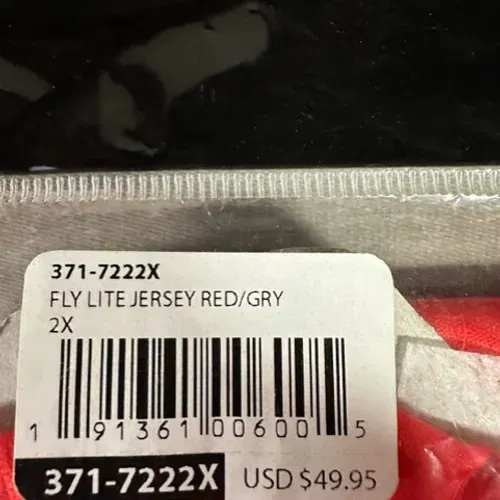 371-7222X
FLY LITE JERSEY RED/GRY
2X
1 91361 00600 5
371-7222X USD $49.95